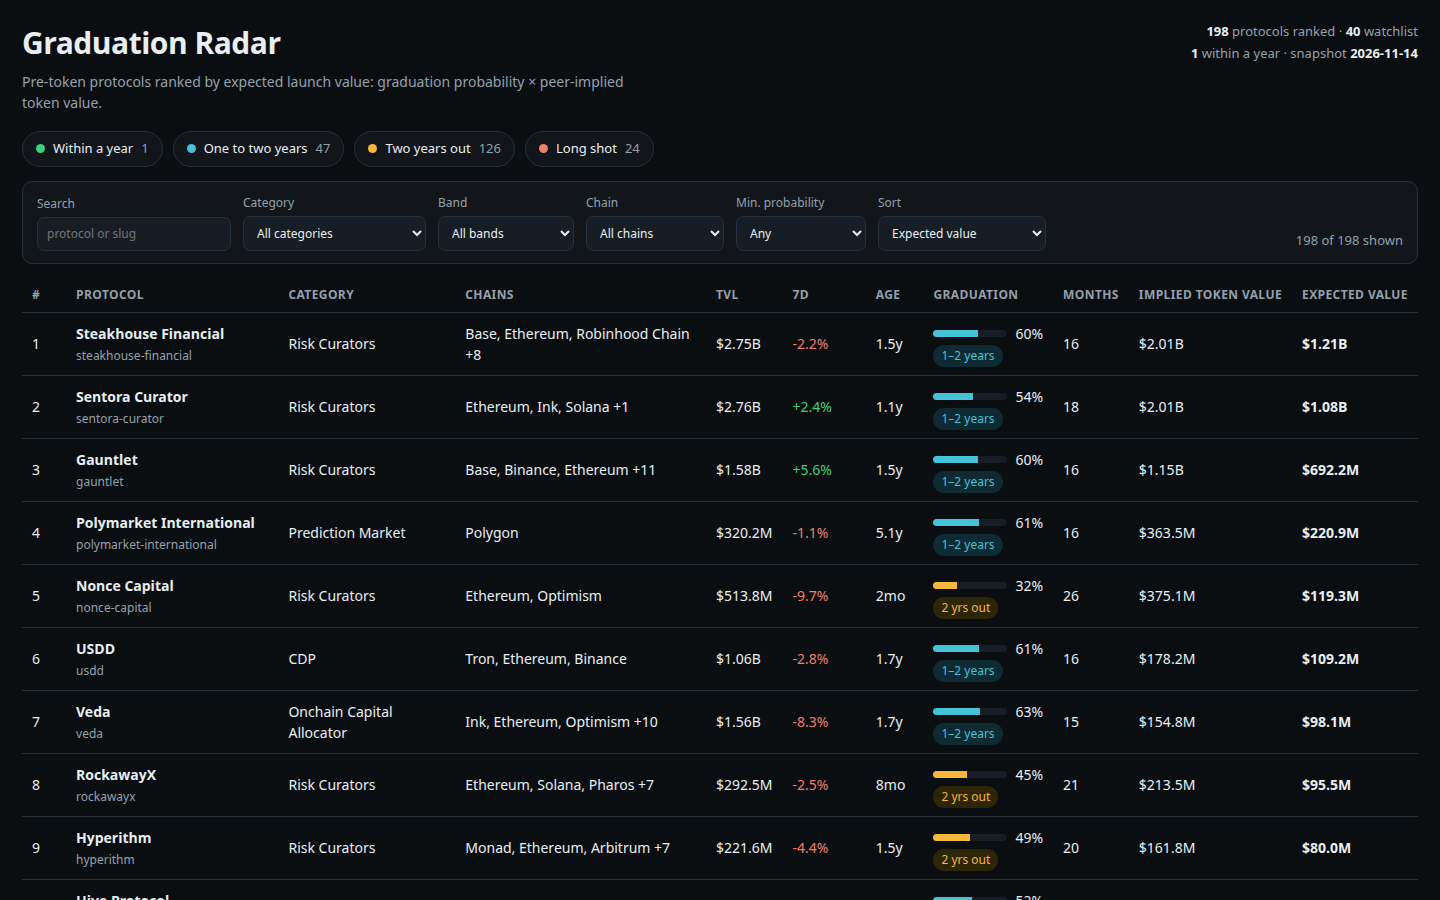 Graduation Radar
198 protocols ranked · 40 watchlist
1 within a year · snapshot 2026-11-14
Pre-token protocols ranked by expected launch value: graduation probability × peer-implied
token value.
Within a year 1
One to two years 47
Two years out 126
Long shot 24
Search
Category
Band
Chain
Min. probability
Sort
protocol or slug
All categories
All bands
All chains
Any
Expected value
198 of 198 shown
# PROTOCOL CATEGORY CHAINS TVL 7D AGE GRADUATION MONTHS IMPLIED TOKEN VALUE EXPECTED VALUE
1 Steakhouse Financial steakhouse-financial Risk Curators Base, Ethereum, Robinhood Chain
+8 $2.75B -2.2% 1.5y 60% 1–2 years 16 $2.01B $1.21B
2 Sentora Curator sentora-curator Risk Curators Ethereum, Ink, Solana +1 $2.76B +2.4% 1.1y 54% 1–2 years 18 $2.01B $1.08B
3 Gauntlet gauntlet Risk Curators Base, Binance, Ethereum +11 $1.58B +5.6% 1.5y 60% 1–2 years 16 $1.15B $692.2M
4 Polymarket International polymarket-international Prediction Market Polygon $320.2M -1.1% 5.1y 61% 1–2 years 16 $363.5M $220.9M
5 Nonce Capital nonce-capital Risk Curators Ethereum, Optimism $513.8M -9.7% 2mo 32% 2 yrs out 26 $375.1M $119.3M
6 USDD usdd CDP Tron, Ethereum, Binance $1.06B -2.8% 1.7y 61% 1–2 years 16 $178.2M $109.2M
7 Veda veda Onchain Capital
Allocator Ink, Ethereum, Optimism +10 $1.56B -8.3% 1.7y 63% 1–2 years 15 $154.8M $98.1M
8 RockawayX rockawayx Risk Curators Ethereum, Solana, Pharos +7 $292.5M -2.5% 8mo 45% 2 yrs out 21 $213.5M $95.5M
9 Hyperithm hyperithm Risk Curators Monad, Ethereum, Arbitrum +7 $221.6M -4.4% 1.5y 49% 2 yrs out 20 $161.8M $80.0M